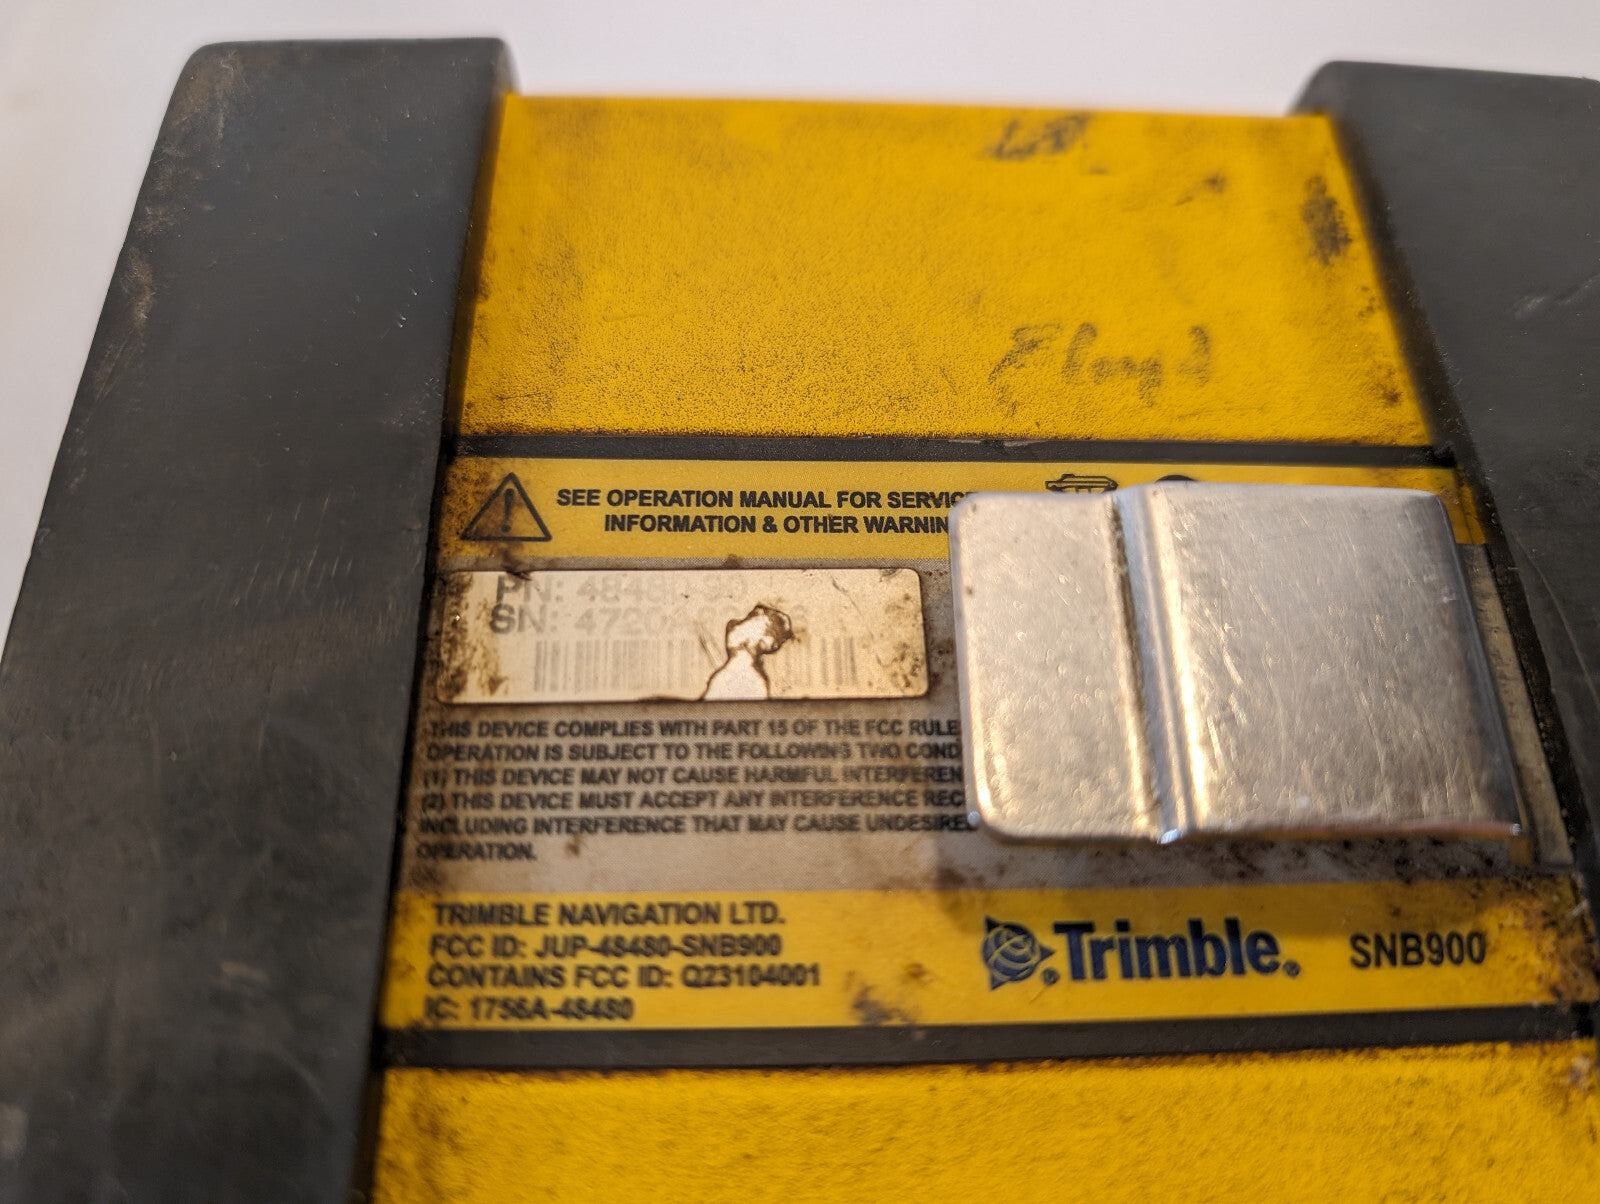 Floyd
SEE OPERATION MANUAL FOR SERVICE
INFORMATION & OTHER
PN:
SN:
THIS DEVICE COMPLIES WITH PART 15 OF THE FCC RULE
OPERATION IS SUBJECT TO THE FOLLOWING TWO COND
(1) THIS DEVICE MAY NOT CAUSE HARMFUL INTERFEREN
(2) THIS DEVICE MUST ACCEPT ANY INTERFERENCE REC
INCLUDING INTERFERENCE THAT MAY CAUSE UNDESIRED
OPERATION.
TRIMBLE NAVIGATION LTD.
FCC ID: JUP-48480-SNB900
CONTAINS FCC ID: Q23104001
IC: 1756A-48480
Trimble®
SNB900